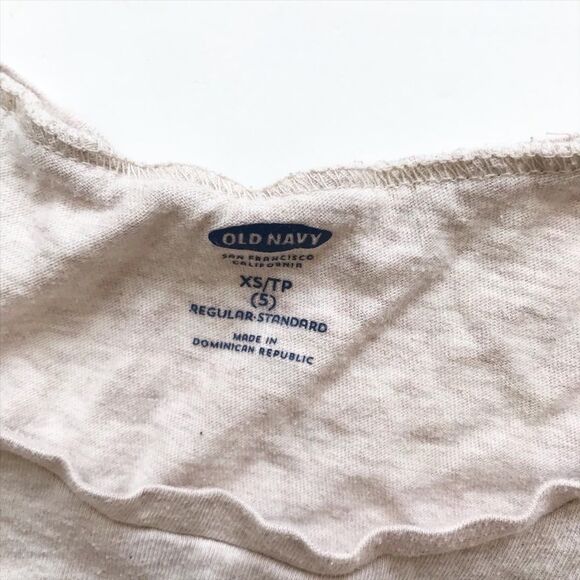 OLD NAVY
SAN FRANCISCO
CALIFORNIA
XS/TP
(5)
REGULAR-STANDARD
MADE IN
DOMINICAN REPUBLIC